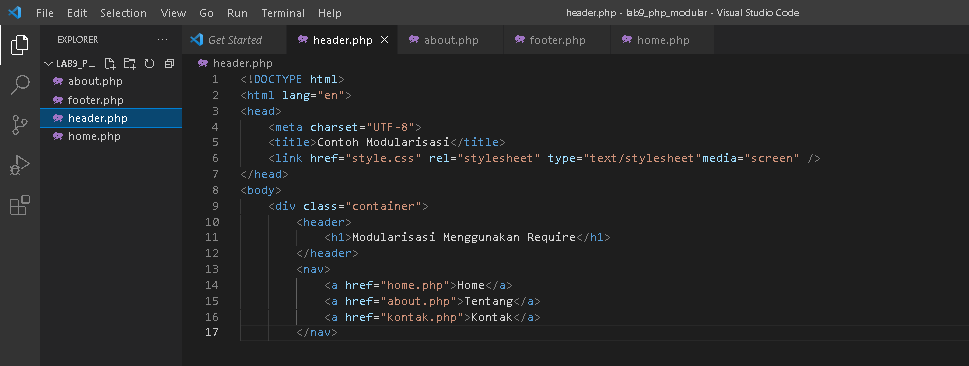 File Edit Selection View Go Run Terminal Help header.php - lab9_php_modular - Visual Studio Code
EXPLORER ...
Get Started header.php about.php footer.php home.php
LAB9_P...
about.php
footer.php
header.php
home.php
header.php
1 <!DOCTYPE html>
2 <html lang="en">
3 <head>
4 <meta charset="UTF-8">
5 <title>Contoh Modularisasi</title>
6 <link href="style.css" rel="stylesheet" type="text/stylesheet"media="screen" />
7 </head>
8 <body>
9 <div class="container">
10 <header>
11 <h1>Modularisasi Menggunakan Require</h1>
12 </header>
13 <nav>
14 <a href="home.php">Home</a>
15 <a href="about.php">Tentang</a>
16 <a href="kontak.php">Kontak</a>
17 </nav>